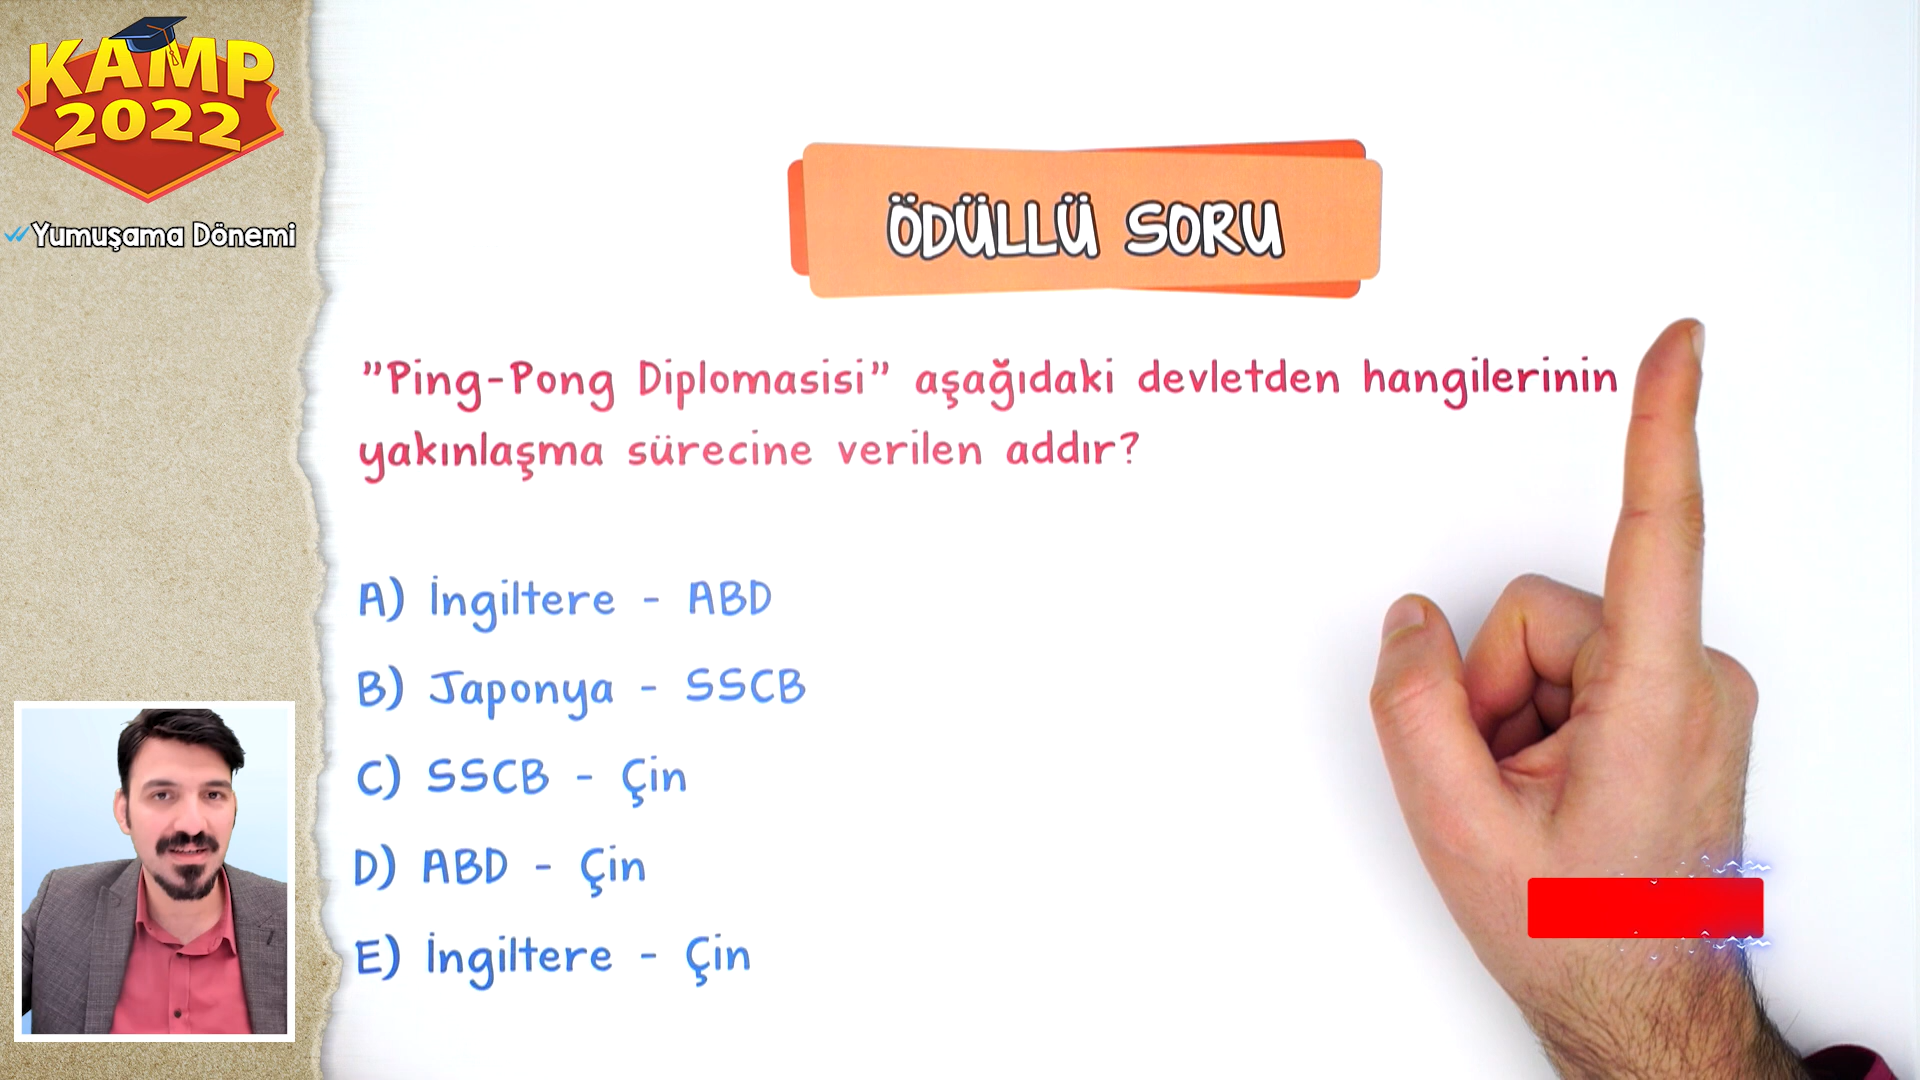 KAMP
2022
Yumuşama Dönemi
ÖDÜLLÜ SORU
"Ping-Pong Diplomasisi" aşağıdaki devletden hangilerinin
yakınlaşma sürecine verilen addır?
A) İngiltere - ABD
B) Japonya - SSCB
C) SSCB - Çin
D) ABD - Çin
E) İngiltere - Çin